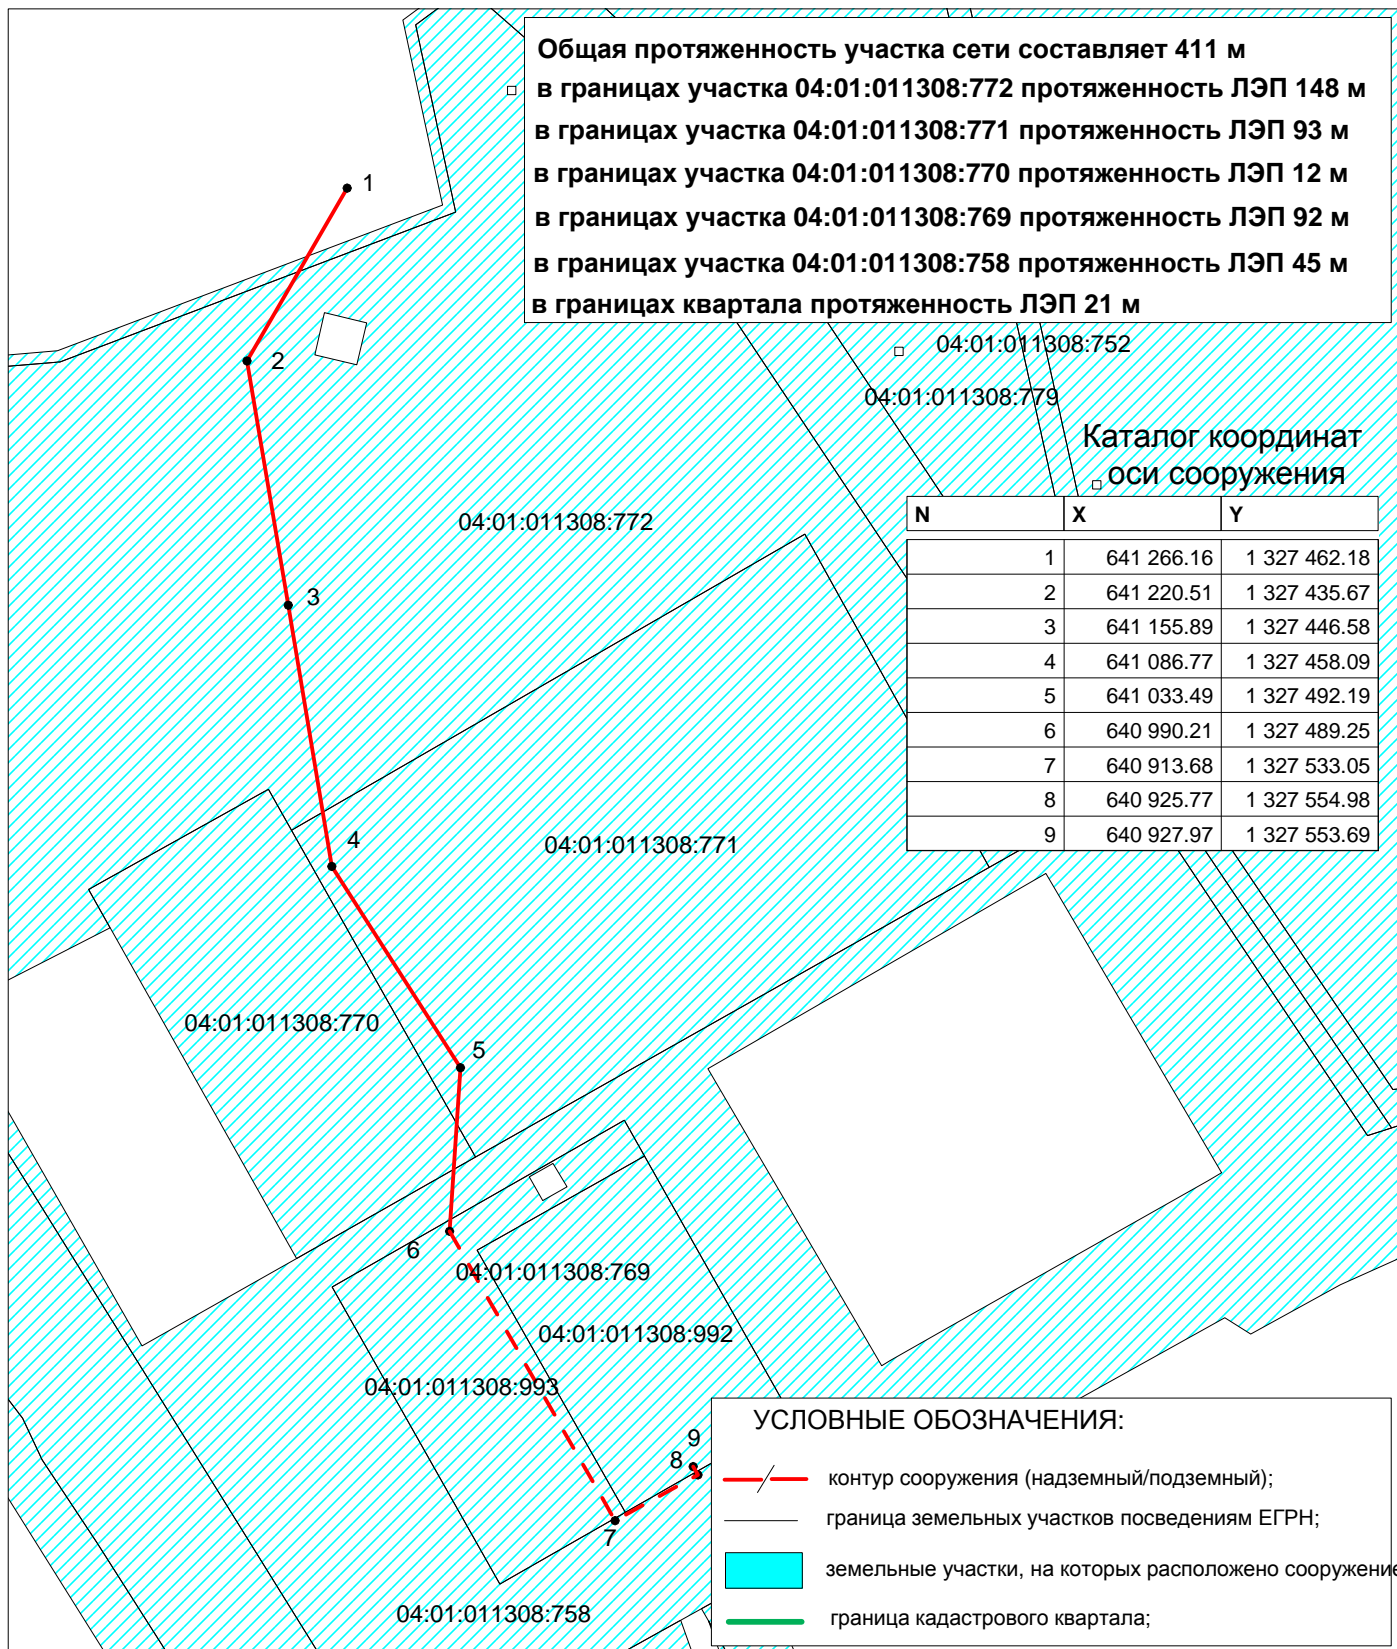 Общая протяженность участка сети составляет 411 м
в границах участка 04:01:011308:772 протяженность ЛЭП 148 м
в границах участка 04:01:011308:771 протяженность ЛЭП 93 м
в границах участка 04:01:011308:770 протяженность ЛЭП 12 м
в границах участка 04:01:011308:769 протяженность ЛЭП 92 м
в границах участка 04:01:011308:758 протяженность ЛЭП 45 м
в границах квартала протяженность ЛЭП 21 м
1
2
04:01:011308:752
04:01:011308:779
Каталог координат
оси сооружения
N X Y
1 641 266.16 1 327 462.18
2 641 220.51 1 327 435.67
3 641 155.89 1 327 446.58
4 641 086.77 1 327 458.09
5 641 033.49 1 327 492.19
6 640 990.21 1 327 489.25
7 640 913.68 1 327 533.05
8 640 925.77 1 327 554.98
9 640 927.97 1 327 553.69
04:01:011308:772
3
4
04:01:011308:771
04:01:011308:770
5
6
04:01:011308:769
04:01:011308:992
04:01:011308:993
9
8
7
04:01:011308:758
УСЛОВНЫЕ ОБОЗНАЧЕНИЯ:
контур сооружения (надземный/подземный);
граница земельных участков посведениям ЕГРН;
земельные участки, на которых расположено сооружение
граница кадастрового квартала;